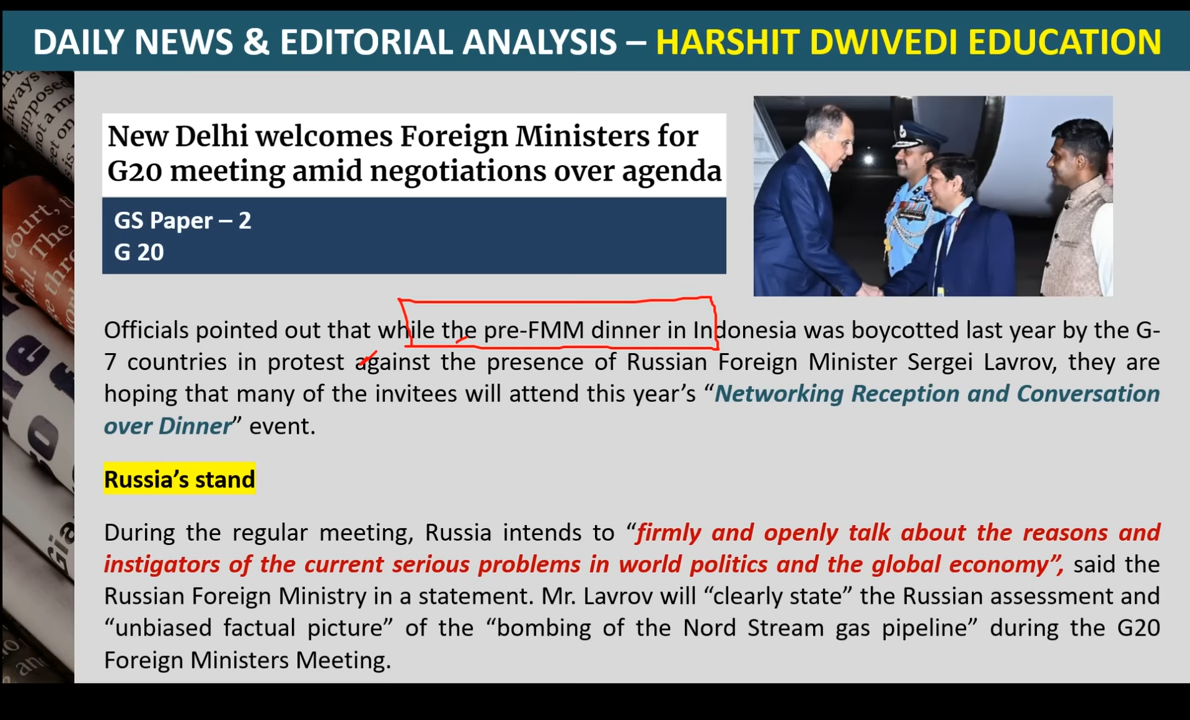 DAILY NEWS & EDITORIAL ANALYSIS – HARSHIT DWIVEDI EDUCATION
New Delhi welcomes Foreign Ministers for
G20 meeting amid negotiations over agenda
GS Paper – 2
G 20
Officials pointed out that while the pre-FMM dinner in Indonesia was boycotted last year by the G-
7 countries in protest against the presence of Russian Foreign Minister Sergei Lavrov, they are
hoping that many of the invitees will attend this year’s “Networking Reception and Conversation
over Dinner” event.
Russia’s stand
During the regular meeting, Russia intends to “firmly and openly talk about the reasons and
instigators of the current serious problems in world politics and the global economy”, said the
Russian Foreign Ministry in a statement. Mr. Lavrov will “clearly state” the Russian assessment and
“unbiased factual picture” of the “bombing of the Nord Stream gas pipeline” during the G20
Foreign Ministers Meeting.